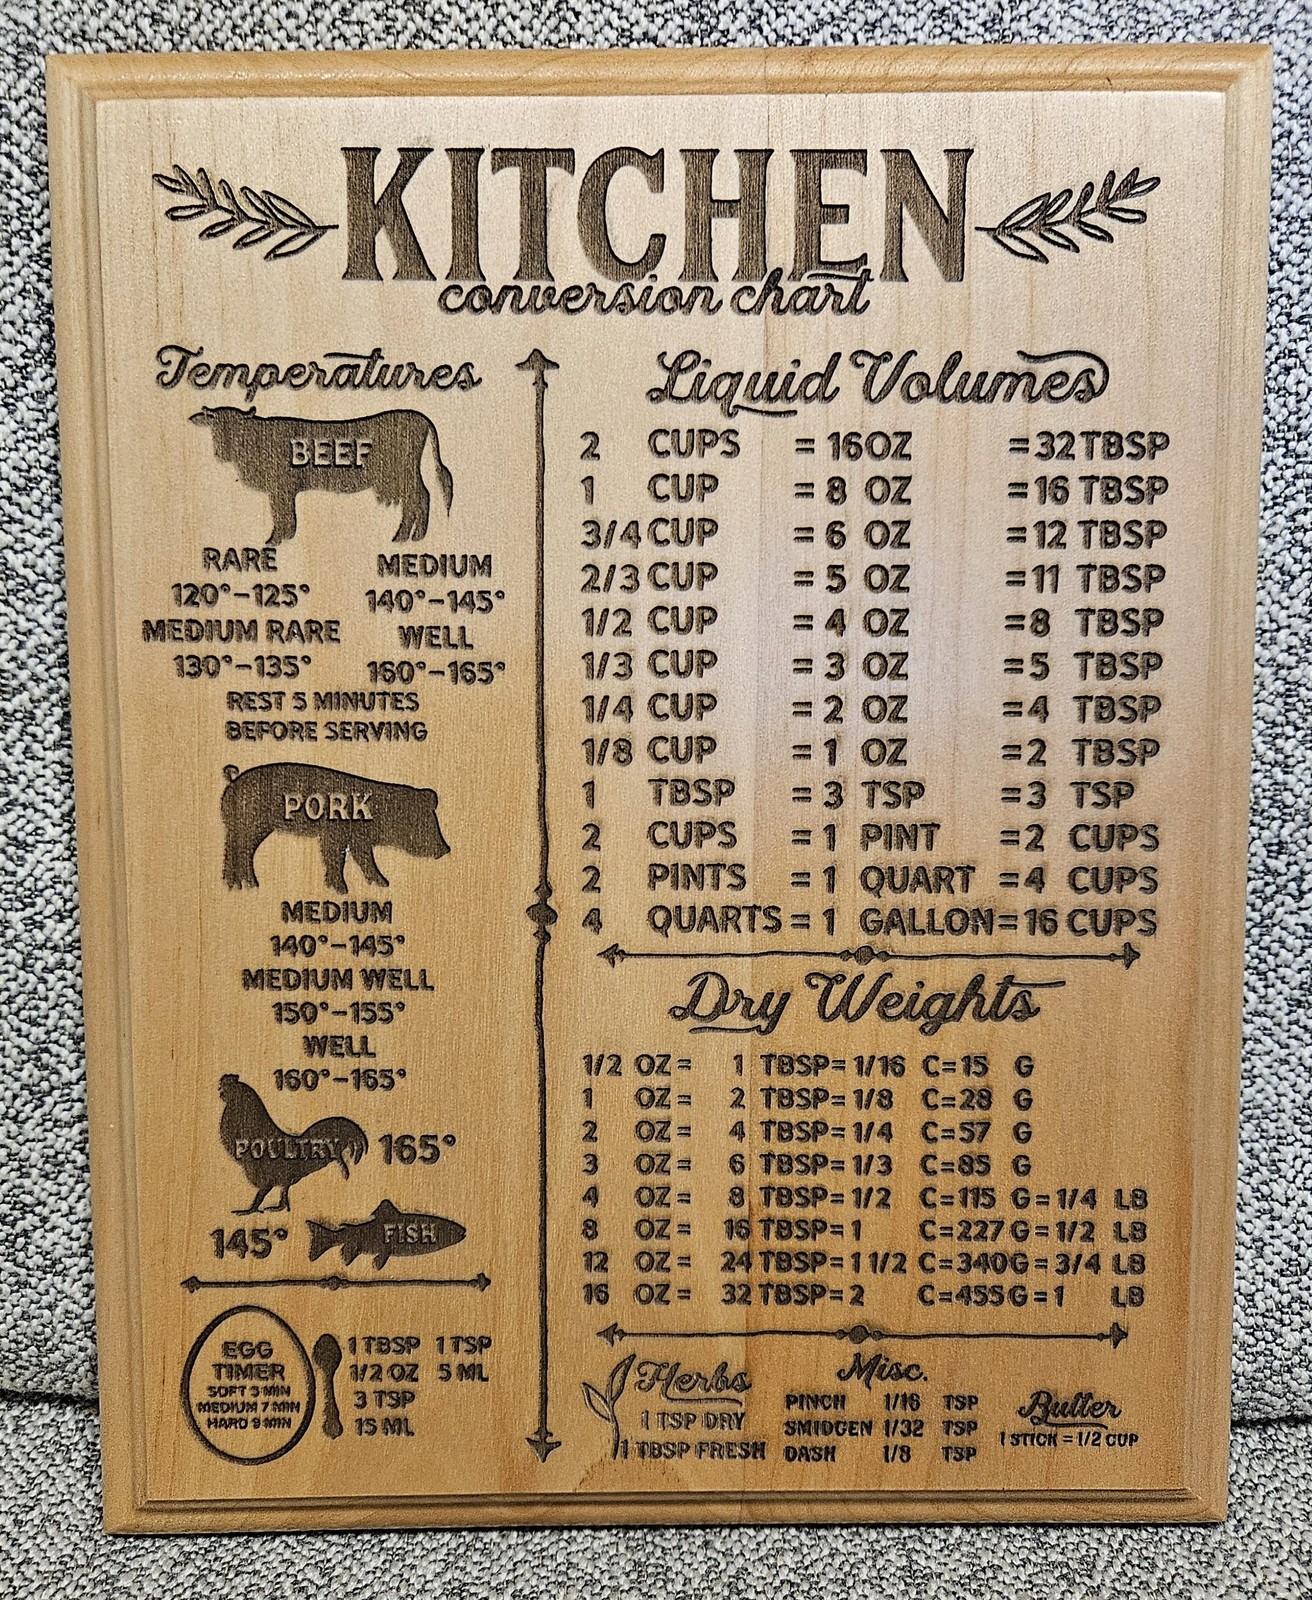 KITCHEN
conversion chart
Temperatures
BEEF
RARE
120°-125°
MEDIUM
140°-145°
MEDIUM RARE
130°-135°
WELL
160°-165°
REST 5 MINUTES
BEFORE SERVING
PORK
MEDIUM
140°-145°
MEDIUM WELL
150°-155°
WELL
160°-165°
POULTRY 165°
145° FISH
EGG
TIMER
SOFT 5 MIN
MEDIUM 7 MIN
HARD 9 MIN
1 TBSP 1 TSP
1/2 OZ 5 ML
3 TSP
15 ML
Liquid Volumes
2 CUPS = 16 OZ = 32 TBSP
1 CUP = 8 OZ = 16 TBSP
3/4 CUP = 6 OZ = 12 TBSP
2/3 CUP = 5 OZ = 11 TBSP
1/2 CUP = 4 OZ = 8 TBSP
1/3 CUP = 3 OZ = 5 TBSP
1/4 CUP = 2 OZ = 4 TBSP
1/8 CUP = 1 OZ = 2 TBSP
1 TBSP = 3 TSP = 3 TSP
2 CUPS = 1 PINT = 2 CUPS
2 PINTS = 1 QUART = 4 CUPS
4 QUARTS = 1 GALLON = 16 CUPS
Dry Weights
1/2 OZ = 1 TBSP = 1/16 C = 15 G
1 OZ = 2 TBSP = 1/8 C = 28 G
2 OZ = 4 TBSP = 1/4 C = 57 G
3 OZ = 6 TBSP = 1/3 C = 85 G
4 OZ = 8 TBSP = 1/2 C = 115 G = 1/4 LB
8 OZ = 16 TBSP = 1 C = 227 G = 1/2 LB
12 OZ = 24 TBSP = 1 1/2 C = 340 G = 3/4 LB
16 OZ = 32 TBSP = 2 C = 455 G = 1 LB
Herbs
1 TSP DRY
1 TBSP FRESH
Misc.
PINCH 1/16 TSP
SMIDGEN 1/32 TSP
DASH 1/8 TSP
Butter
1 STICK = 1/2 CUP